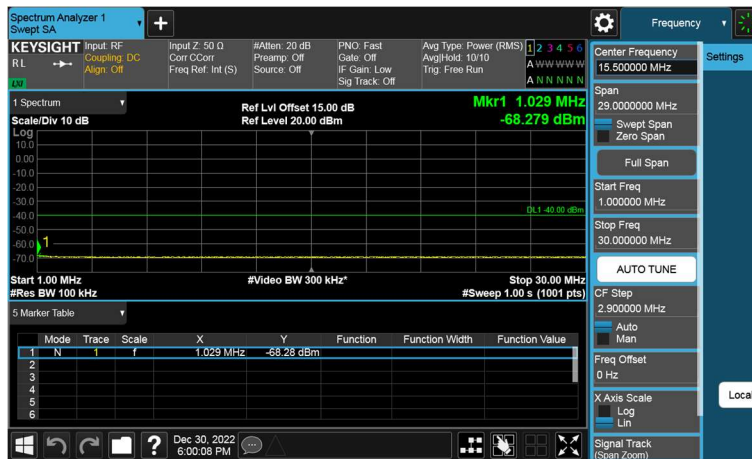 Spectrum Analyzer 1
Swept SA
+
Frequency
KEYSIGHT
RL
LXI
Input: RF
Coupling: DC
Align: Off
Input Z: 50 Ω
Corr CCorr
Freq Ref: Int (S)
#Atten: 20 dB
Preamp: Off
Source: Off
PNO: Fast
Gate: Off
IF Gain: Low
Sig Track: Off
Avg Type: Power (RMS)
Avg|Hold: 10/10
Trig: Free Run
1 2 3 4 5 6
A W W W W W
A N N N N N
1 Spectrum
Scale/Div 10 dB
Ref Lvl Offset 15.00 dB
Ref Level 20.00 dBm
Mkr1 1.029 MHz
-68.279 dBm
Log
10.0
0.00
-10.0
-20.0
-30.0
-40.0
-50.0
-60.0
-70.0
DL1 -40.00 dBm
1
Start 1.00 MHz
#Res BW 100 kHz
#Video BW 300 kHz*
Stop 30.00 MHz
#Sweep 1.00 s (1001 pts)
5 Marker Table
Mode Trace Scale X Y Function Function Width Function Value
1 N 1 f 1.029 MHz -68.28 dBm
2
3
4
5
6
Dec 30, 2022
6:00:08 PM
?
Center Frequency
15.500000 MHz
Settings
Span
29.0000000 MHz
Swept Span
Zero Span
Full Span
Start Freq
1.000000 MHz
Stop Freq
30.000000 MHz
AUTO TUNE
CF Step
2.900000 MHz
Auto
Man
Freq Offset
0 Hz
X Axis Scale
Log
Lin
Local
Signal Track
(Span Zoom)